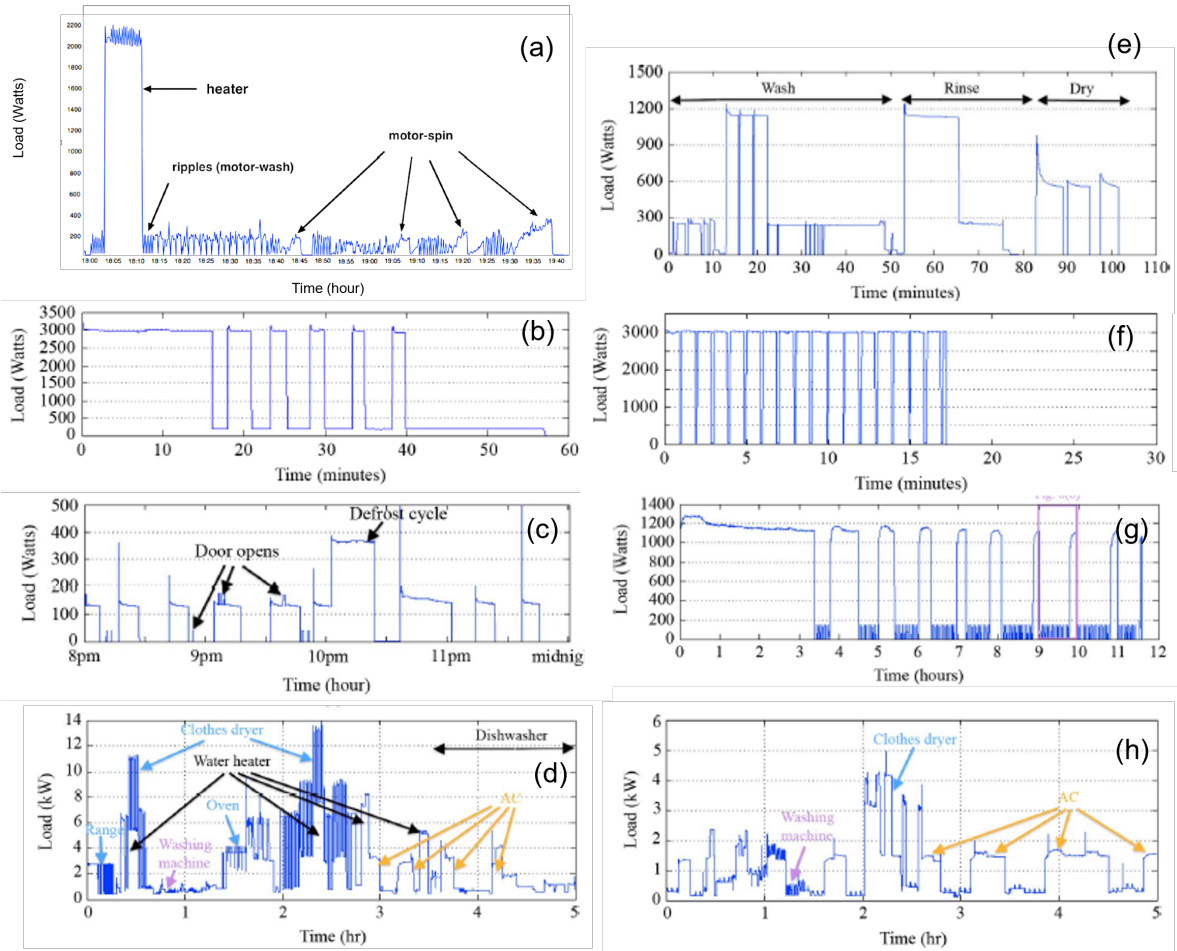 (a)
Load (Watts)
2200
2000
1800
1600
1400
1200
1000
800
600
400
200
heater
motor-spin
ripples (motor-wash)
18:00 18:05 18:10 18:15 18:20 18:25 18:30 18:35 18:40 18:45 18:50 18:55 19:00 19:05 19:10 19:15 19:20 19:25 19:30 19:35 19:40
Time (hour)
(e)
Load (Watts)
1500
1200
900
600
300
0
Wash Rinse Dry
0 10 20 30 40 50 60 70 80 90 100 110
Time (minutes)
(b)
Load (Watts)
3500
3000
2500
2000
1500
1000
500
0
0 10 20 30 40 50 60
Time (minutes)
(f)
Load (Watts)
3000
2000
1000
0
0 5 10 15 20 25 30
Time (minutes)
(c)
Load (Watts)
500
400
300
200
100
0
Defrost cycle
Door opens
8pm 9pm 10pm 11pm midnig
Time (hour)
(g)
Load (Watts)
1400
1200
1000
800
600
400
200
0
0 1 2 3 4 5 6 7 8 9 10 11 12
Time (hours)
(d)
Load (kW)
14
12
10
8
6
4
2
0
Clothes dryer
Dishwasher
Water heater
Oven
AC
Range
Washing
machine
0 1 2 3 4 5
Time (hr)
(h)
Load (kW)
6
5
4
3
2
1
0
Clothes dryer
AC
Washing
machine
0 1 2 3 4 5
Time (hr)